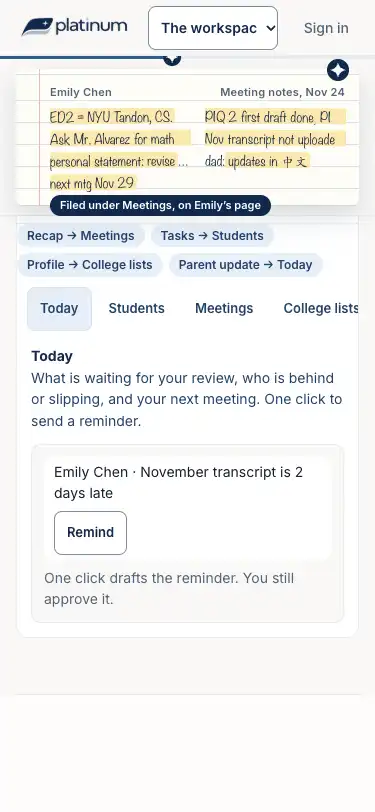 platinum
The workspac
Sign in
Emily Chen
Meeting notes, Nov 24
ED2 = NYU Tandon, CS.
Ask Mr. Alvarez for math
personal statement: revise ...
next mtg Nov 29
PIQ 2 first draft done, PI
Nov transcript not uploade
dad: updates in 中文
Filed under Meetings, on Emily's page
Recap → Meetings
Tasks → Students
Profile → College lists
Parent update → Today
Today
Students
Meetings
College lists
Today
What is waiting for your review, who is behind
or slipping, and your next meeting. One click to
send a reminder.
Emily Chen · November transcript is 2
days late
Remind
One click drafts the reminder. You still
approve it.